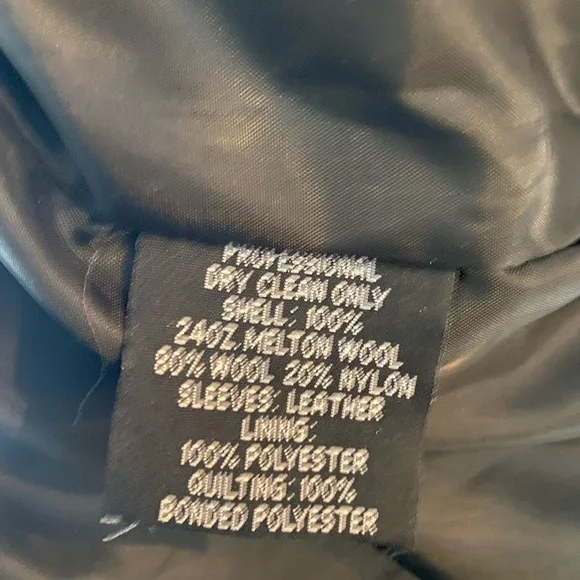 PROFESSIONAL
DRY CLEAN ONLY
SHELL: 100%
24OZ. MELTON WOOL
80% WOOL 20% NYLON
SLEEVES: LEATHER
LINING:
100% POLYESTER
QUILTING: 100%
BONDED POLYESTER